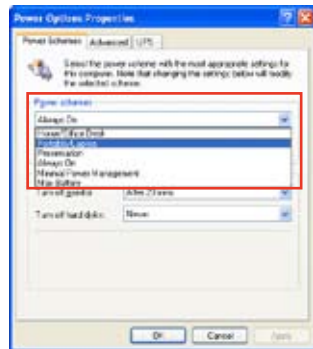 Power Options Properties
Power Schemes Advanced UPS
Select the power scheme with the most appropriate settings for
this computer. Note that changing the settings below will modify
the selected scheme.
Power schemes
Always On
Home/Office Desk
Portable/Laptop
Presentation
Always On
Minimal Power Management
Max Battery
Turn off monitor: After 20 mins
Turn off hard disks: Never
OK Cancel Apply